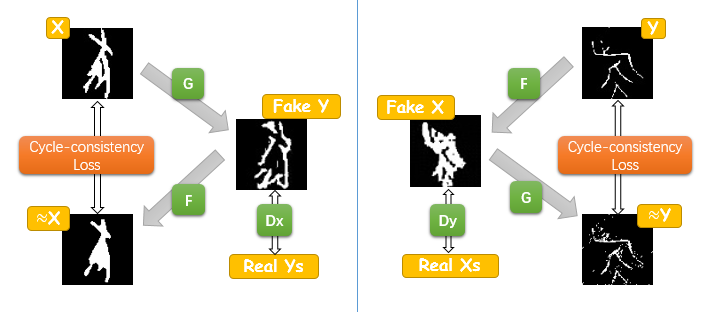 X
G
Fake Y
Cycle-consistency
Loss
F
≈X
Dx
Real Ys
Y
F
Fake X
Cycle-consistency
Loss
G
≈Y
Dy
Real Xs